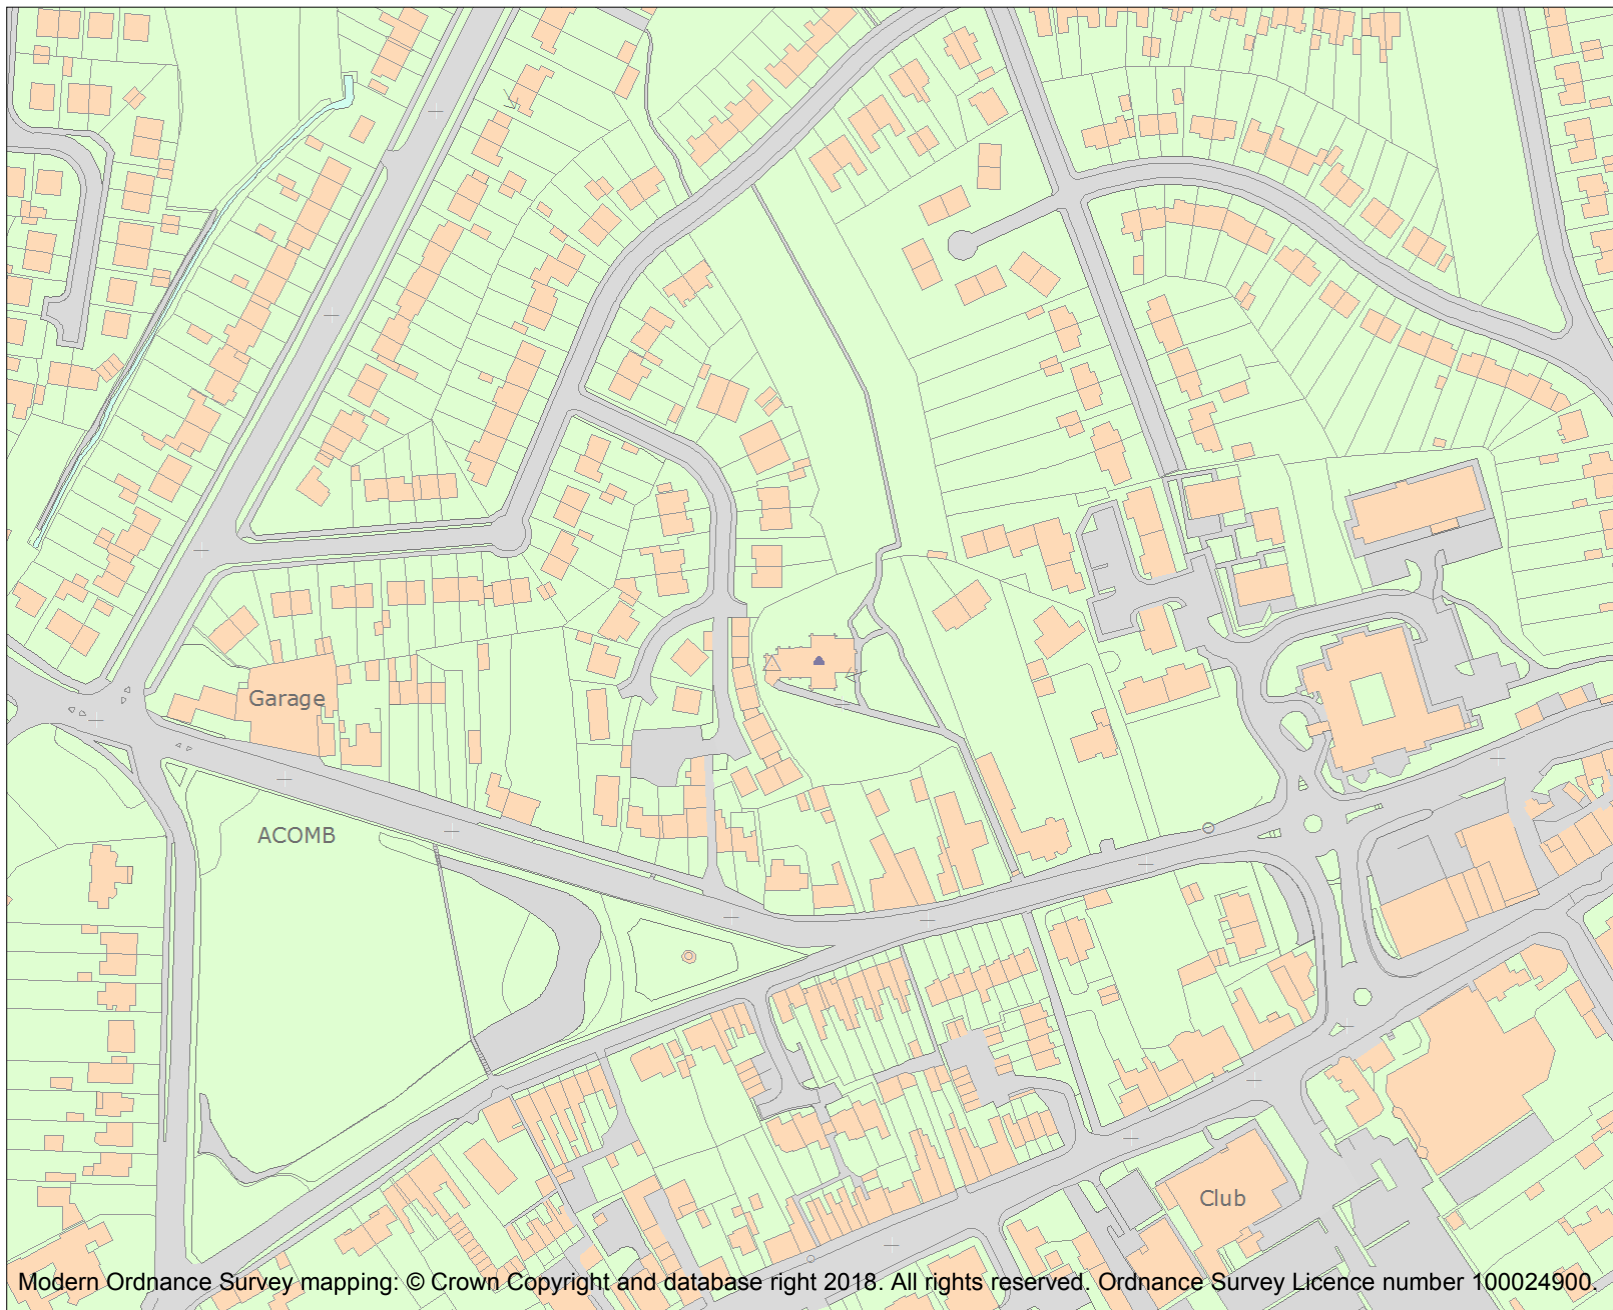 Garage
ACOMB
Club
Modern Ordnance Survey mapping: © Crown Copyright and database right 2018. All rights reserved. Ordnance Survey Licence number 100024900.